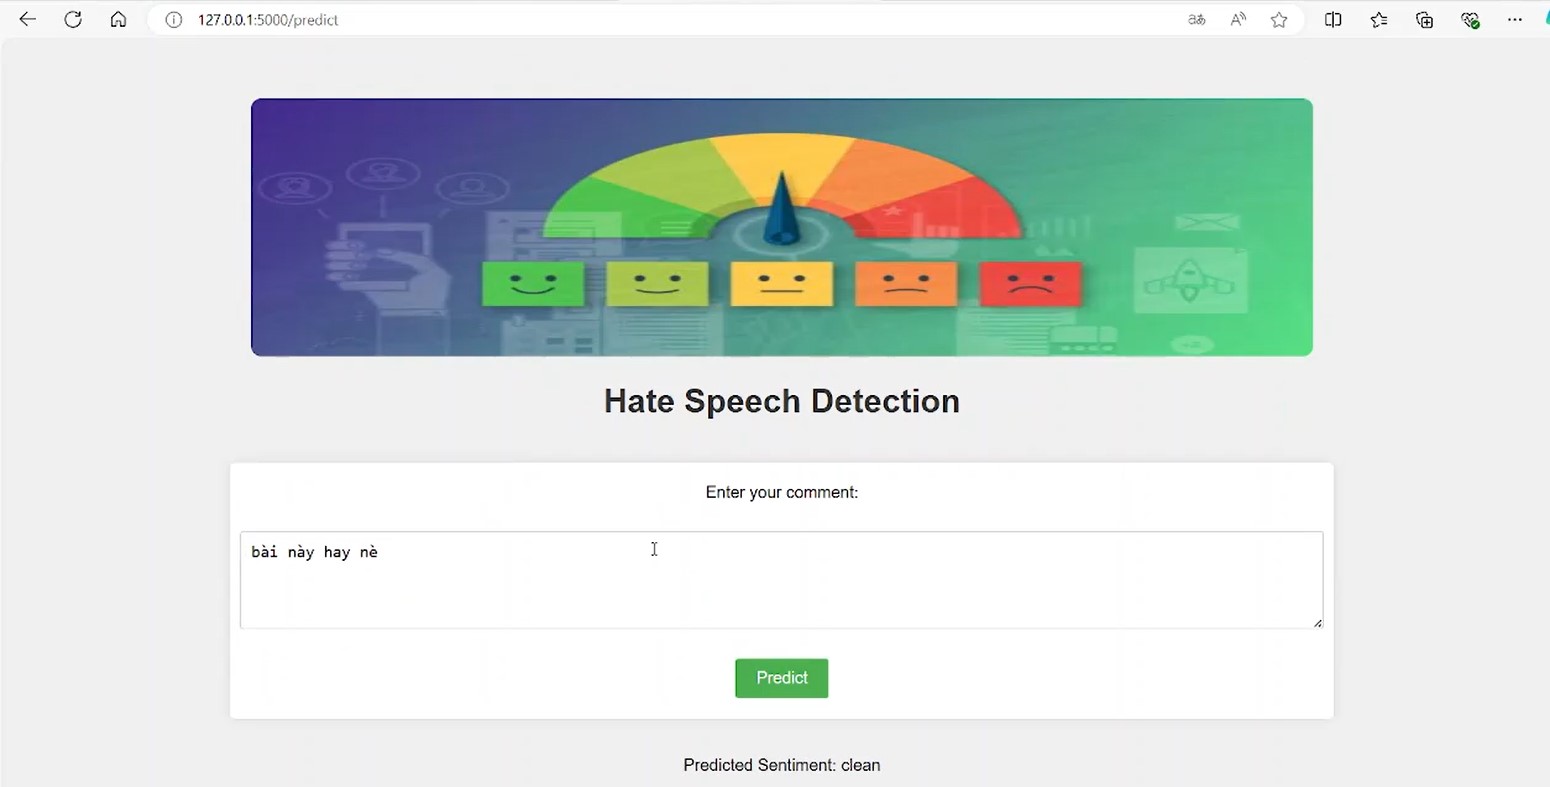 127.0.0.1:5000/predict
Hate Speech Detection
Enter your comment:
bài này hay nè
Predict
Predicted Sentiment: clean